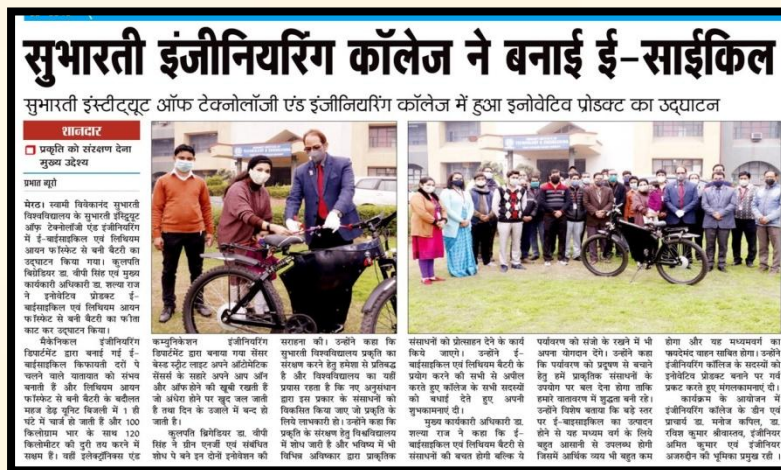 सुभारती इंजीनियरिंग कॉलेज ने बनाई ई-साईकिल
सुभारती इंस्टीट्यूट ऑफ टेक्नोलॉजी एंड इंजीनियरिंग कॉलेज में हुआ इनोवेटिव प्रोडक्ट का उद्घाटन
शानदार
प्रकृति को संरक्षण देना
मुख्य उद्देश्य
प्रभात ब्यूरो
मेरठ। स्वामी विवेकानंद सुभारती
विश्वविद्यालय के सुभारती इंस्टिट्यूट
ऑफ टेक्नोलॉजी एंड इंजीनियरिंग
में ई-बाईसाइकिल एवं लिथियम
आयन फॉस्फेट से बनी बैटरी का
उद्घाटन किया गया। कुलपति
ब्रिगेडियर डा. वीपी सिंह एवं मुख्य
कार्यकारी अधिकारी डा. शल्या राज
ने इनोवेटिव प्रोडक्ट ई-
बाईसाइकिल एवं लिथियम आयन
फॉस्फेट से बनी बैटरी का फीता
काट कर उद्घाटन किया।
मैकेनिकल इंजीनियरिंग
डिपार्टमेंट द्वारा बनाई गई ई-
बाईसाइकिल किफायती दरों पे
चलने वाले यातायात को संभव
बनाती हैं और लिथियम आयन
फॉस्फेट से बनी बैटरी के बदौलत
महज डेढ़ यूनिट बिजली में 1 ही
घंटे में चार्ज हो जाती हैं और 100
किलोग्राम भार के साथ 120
किलोमीटर की दुरी तय करने में
सक्षम हैं। वहीं इलेक्ट्रॉनिक्स एंड
कम्युनिकेशन इंजीनियरिंग
डिपार्टमेंट द्वारा बनाया गया सेंसर
बेस्ड स्ट्रीट लाइट अपने ऑटोमेटिक
सेंसर्स के सहारे अपने आप ऑन
और ऑफ होने की खूबी रखती हैं
जो अंधेरा होने पर खुद जल जाती
है तथा दिन के उजाले में बन्द हो
जाती है।
कुलपति ब्रिगेडियर डा. वीपी
सिंह ने ग्रीन एनर्जी एवं संबंधित
शोध पे बने इन दोनों इनोवेशन की
सराहना की। उन्होंने कहा कि
सुभारती विश्वविद्यालय प्रकृति का
संरक्षण करने हेतु हमेशा से प्रतिबद्ध
है और विश्वविद्यालय का यही
प्रयास रहता है कि नए अनुसंधान
द्वारा इस प्रकार के संसाधनों को
विकसित किया जाए जो प्रकृति के
लिये लाभकारी हो। उन्होंने कहा कि
प्रकृति के संरक्षण हेतु विश्वविद्यालय
में शोध जारी है और भविष्य में भी
विभिन्न अविष्कार द्वारा प्राकृतिक
संसाधनों को प्रोत्साहन देने के कार्य
किये जाएगे। उन्होंने ई-
बाईसाइकिल एवं लिथियम बैटरी के
प्रयोग करने की सभी से अपील
करते हुए कॉलेज के सभी सदस्यों
को बधाई देते हुए अपनी
शुभकामनाएं दी।
मुख्य कार्यकारी अधिकारी डा.
शल्या राज ने कहा कि ई-
बाईसाइकिल एवं लिथियम बैटरी से
संसाधनों की बचत होगी बल्कि ये
पर्यावरण को संजो के रखने में भी
अपना योगदान देंगे। उन्होंने कहा
कि पर्यावरण को प्रदुषण से बचाने
हेतु हमें प्राकृतिक संसाधनों के
उपयोग पर बल देना होगा ताकि
हमारे वातावरण में शुद्धता बनी रहे।
उन्होंने विशेष बताया कि बड़े स्तर
पर ई-बाईसाइकिल का उत्पादन
होने से यह मध्यम वर्ग के लिये
बहुत आसानी से उपलब्ध होगी
जिसमें आर्थिक व्यय भी बहुत कम
होगा और यह मध्यमवर्ग का
फायदेमंद वाहन साबित होगा। उन्होंने
इंजीनियरिंग कॉलिज के सदस्यों को
इनोवेटिव प्रोडक्ट बनाने पर गर्व
प्रकट करते हुए मंगलकामनाएं दी।
कार्यक्रम के आयोजन में
इंजीनियरिंग कॉलेज के डीन एवं
प्राचार्य डा. मनोज कपिल, डा.
रविश कुमार श्रीवास्तव, इंजीनियर
अमित कुमार एवं इंजीनियर
अजरुद्दीन की भूमिका प्रमुख रही।